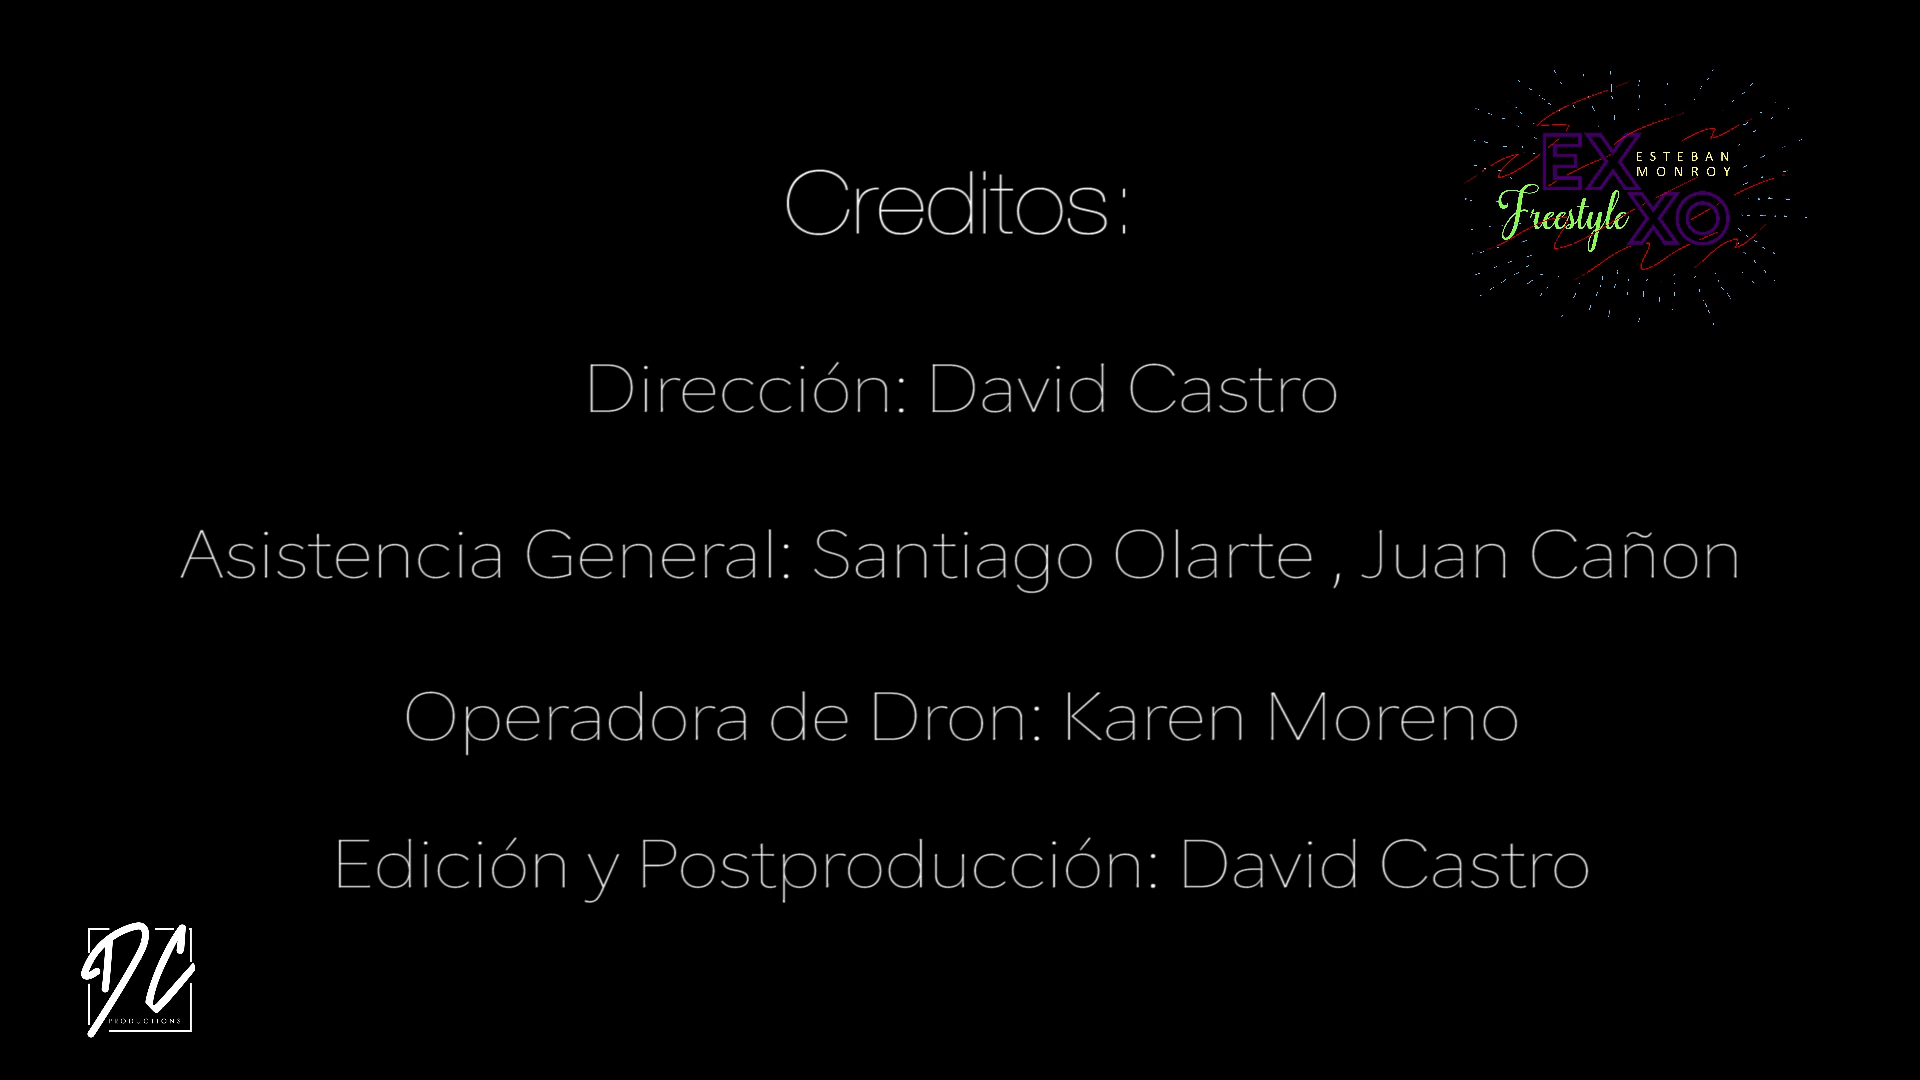 Creditos:
EX
ESTEBAN
MONROY
Freestyle
XO
Dirección: David Castro
Asistencia General: Santiago Olarte , Juan Cañon
Operadora de Dron: Karen Moreno
Edición y Postproducción: David Castro
DC
PRODUCTIONS